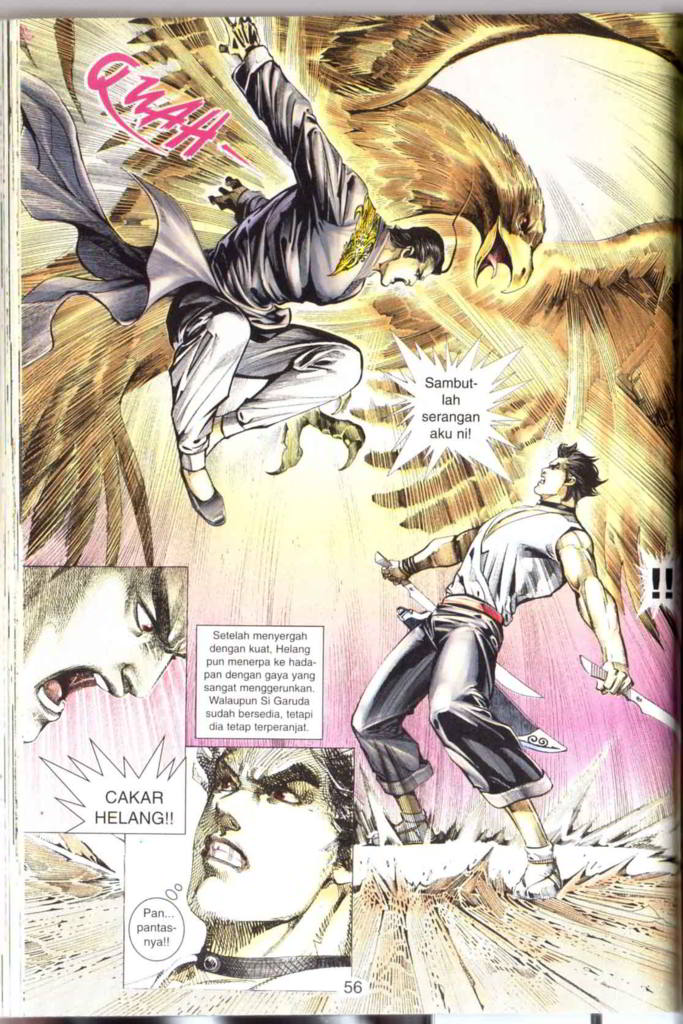 QUAH-
Sambut-
lah
serangan
aku ni!
!!
Setelah menyergah
dengan kuat, Helang
pun menerpa ke hada-
pan dengan gaya yang
sangat menggerunkan.
Walaupun Si Garuda
sudah bersedia, tetapi
dia tetap terperanjat.
CAKAR
HELANG!!
Pan...
pantas-
nya!!
56